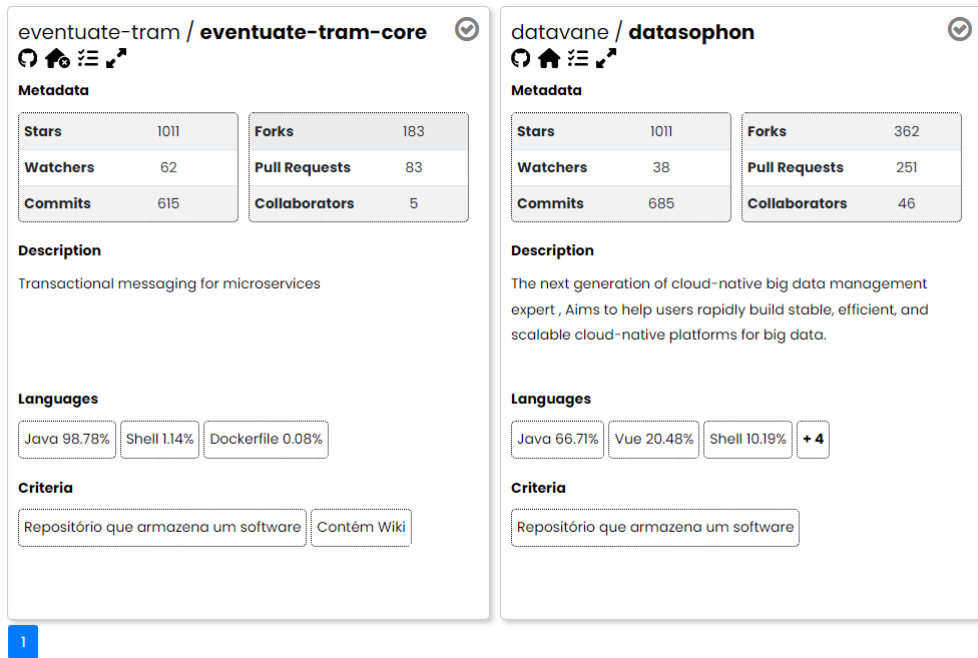 eventuate-tram / eventuate-tram-core
Metadata
Stars 1011
Watchers 62
Commits 615
Forks 183
Pull Requests 83
Collaborators 5
Description
Transactional messaging for microservices
Languages
Java 98.78% Shell 1.14% Dockerfile 0.08%
Criteria
Repositório que armazena um software Contém Wiki
datavane / datasophon
Metadata
Stars 1011
Watchers 38
Commits 685
Forks 362
Pull Requests 251
Collaborators 46
Description
The next generation of cloud-native big data management
expert , Aims to help users rapidly build stable, efficient, and
scalable cloud-native platforms for big data.
Languages
Java 66.71% Vue 20.48% Shell 10.19% + 4
Criteria
Repositório que armazena um software
1